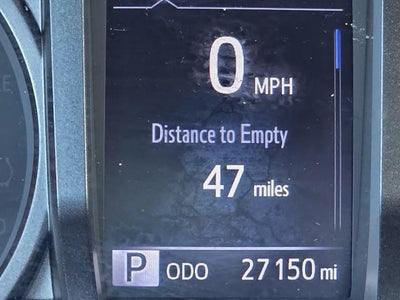 0 MPH
Distance to Empty
47 miles
P ODO 27150 mi